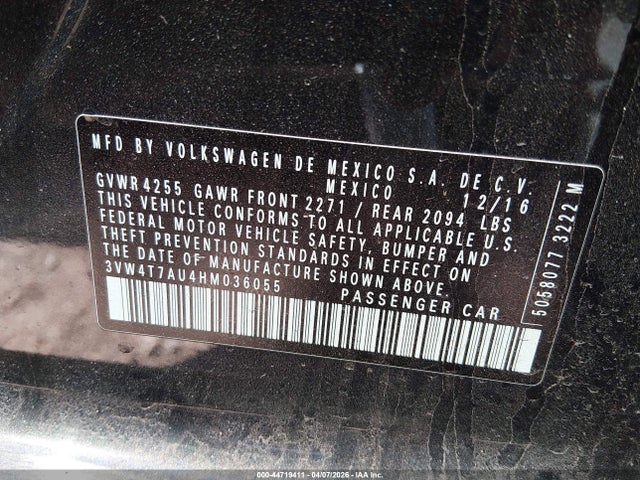 MFD BY VOLKSWAGEN DE MEXICO S.A. DE C.V.
MEXICO 12/16
GVWR 4255 GAWR FRONT 2271 / REAR 2094 LBS
THIS VEHICLE CONFORMS TO ALL APPLICABLE U.S.
FEDERAL MOTOR VEHICLE SAFETY, BUMPER AND
THEFT PREVENTION STANDARDS IN EFFECT ON
THE DATE OF MANUFACTURE SHOWN ABOVE.
3VW4T7AU4HM036055 PASSENGER CAR
5058077 3222 M
000-44719411 - 04/07/2026 - IAA Inc.